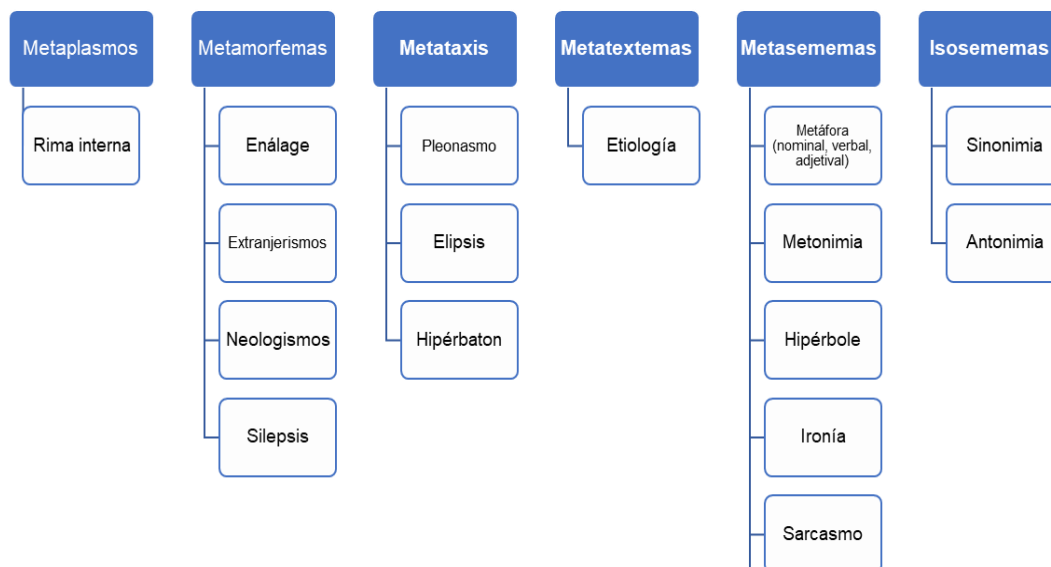 Metaplasmos
Rima interna
Metamorfemas
Enálage
Extranjerismos
Neologismos
Silepsis
Metataxis
Pleonasmo
Elipsis
Hipérbaton
Metatextemas
Etiología
Metasememas
Metáfora
(nominal, verbal,
adjetival)
Metonimia
Hipérbole
Ironía
Sarcasmo
Isosememas
Sinonimia
Antonimia